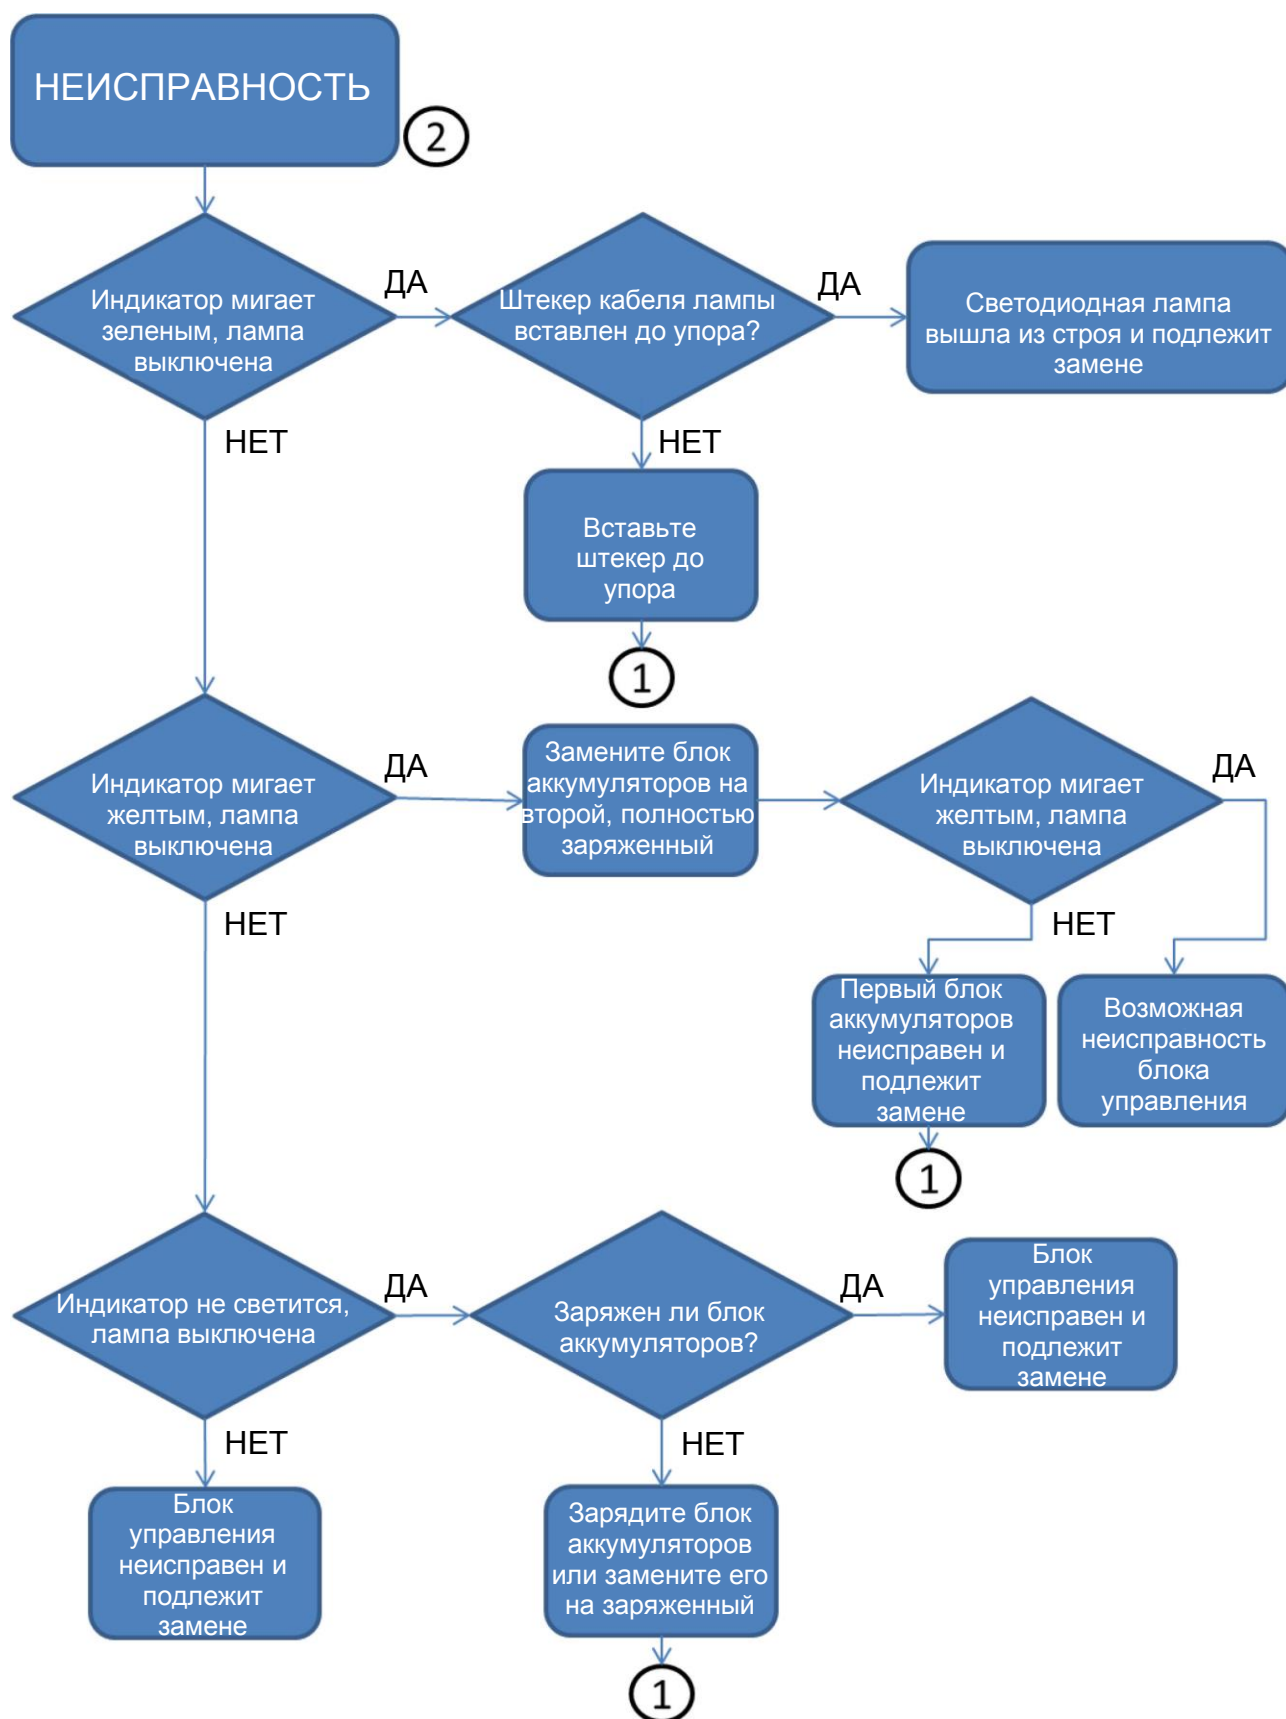 НЕИСПРАВНОСТЬ
2
Индикатор мигает
зеленым, лампа
выключена
ДА
Штекер кабеля лампы
вставлен до упора?
ДА
Светодиодная лампа
вышла из строя и подлежит
замене
НЕТ
НЕТ
Вставьте
штекер до
упора
1
Индикатор мигает
желтым, лампа
выключена
ДА
Замените блок
аккумуляторов на
второй, полностью
заряженный
Индикатор мигает
желтым, лампа
выключена
ДА
НЕТ
НЕТ
Первый блок
аккумуляторов
неисправен и
подлежит
замене
Возможная
неисправность
блока
управления
1
Индикатор не светится,
лампа выключена
ДА
Заряжен ли блок
аккумуляторов?
ДА
Блок
управления
неисправен и
подлежит
замене
НЕТ
НЕТ
Блок
управления
неисправен и
подлежит
замене
Зарядите блок
аккумуляторов
или замените его
на заряженный
1